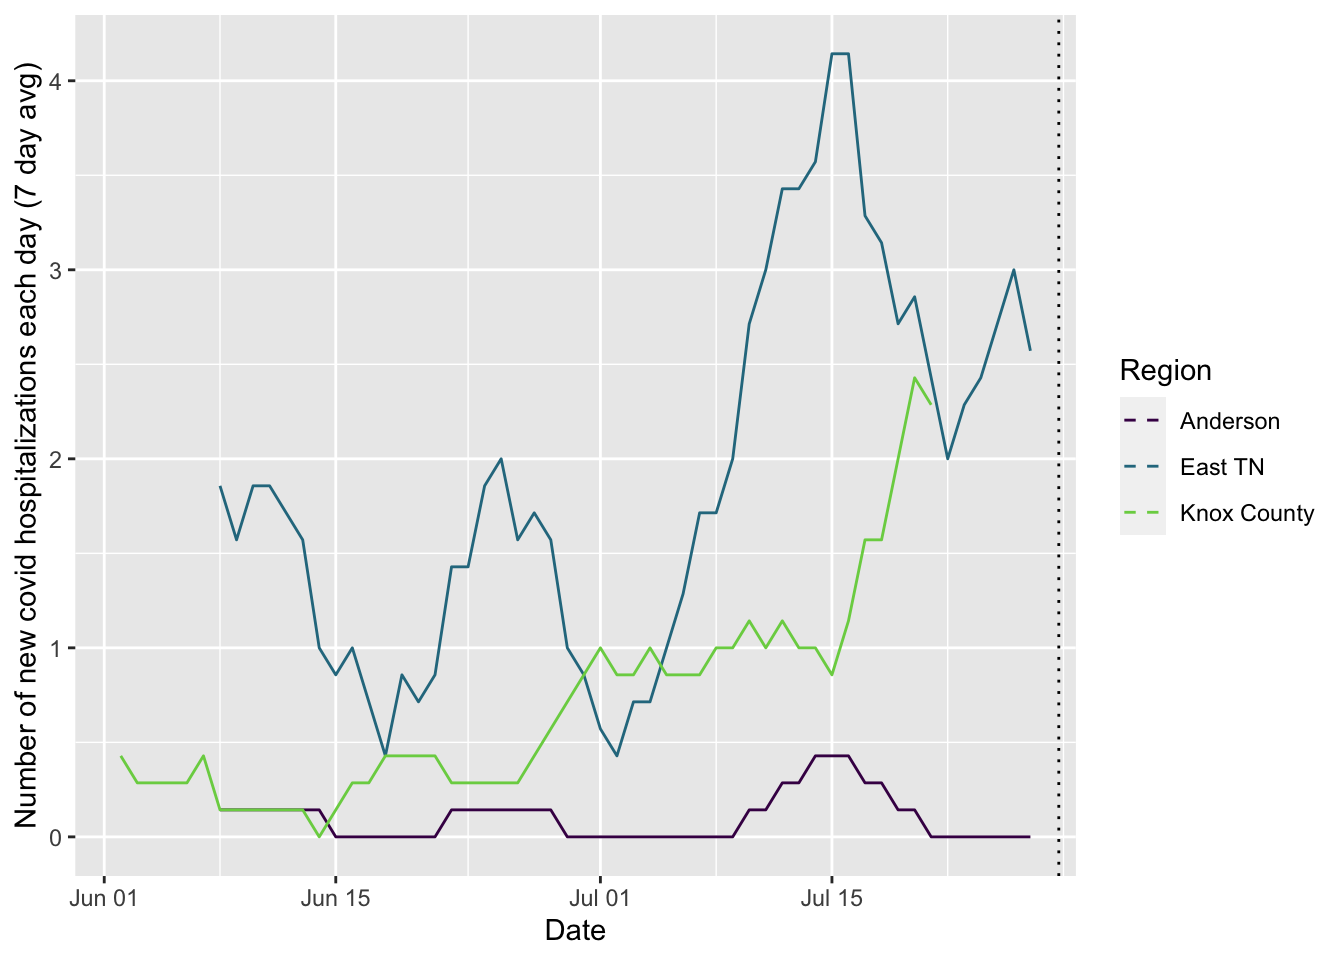 Number of new covid hospitalizations each day (7 day avg)
4
3
2
1
0
Jun 01
Jun 15
Jul 01
Jul 15
Date
Region
Anderson
East TN
Knox County